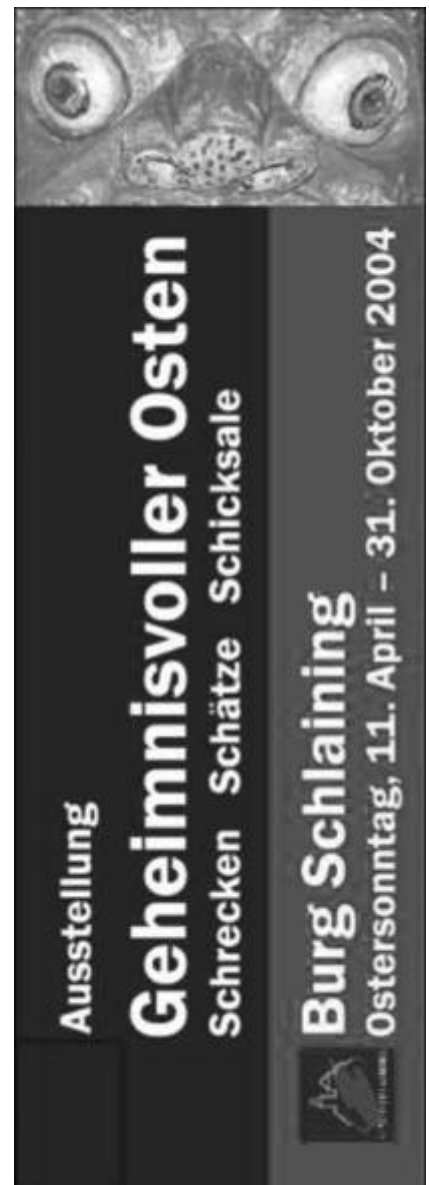 Ausstellung
Geheimnisvoller Osten
Schrecken Schätze Schicksale
Burg Schlaining
Ostersonntag, 11. April – 31. Oktober 2004